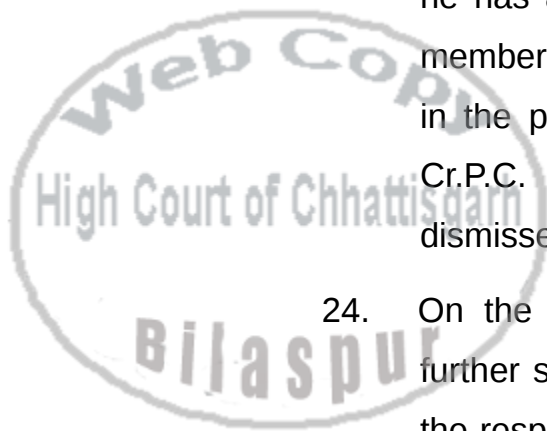 he has
member
in the p
Cr.P.C.
dismisse
24. On the
further s
the resp
Web Copy
High Court of Chhattisgarh
Bilaspur